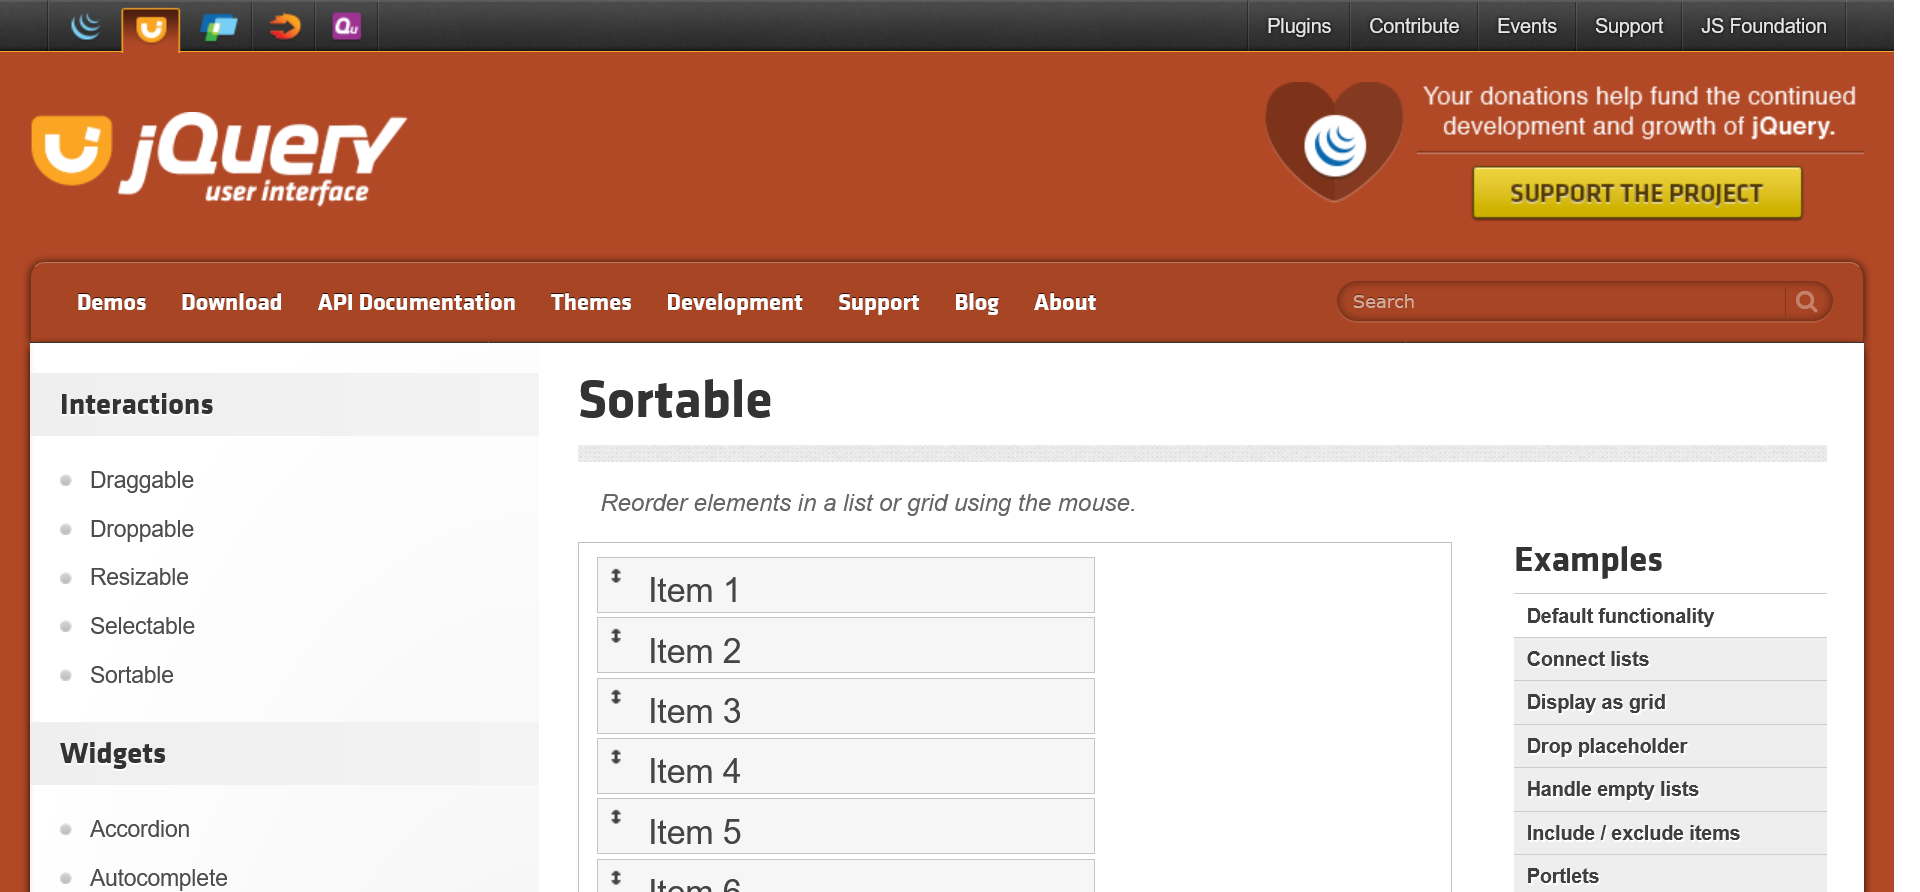 Qu
Plugins Contribute Events Support JS Foundation
jQuery
user interface
Your donations help fund the continued
development and growth of jQuery.
SUPPORT THE PROJECT
Demos Download API Documentation Themes Development Support Blog About Search
Interactions
Draggable
Droppable
Resizable
Selectable
Sortable
Widgets
Accordion
Autocomplete
Sortable
Reorder elements in a list or grid using the mouse.
Item 1
Item 2
Item 3
Item 4
Item 5
Item 6
Examples
Default functionality
Connect lists
Display as grid
Drop placeholder
Handle empty lists
Include / exclude items
Portlets